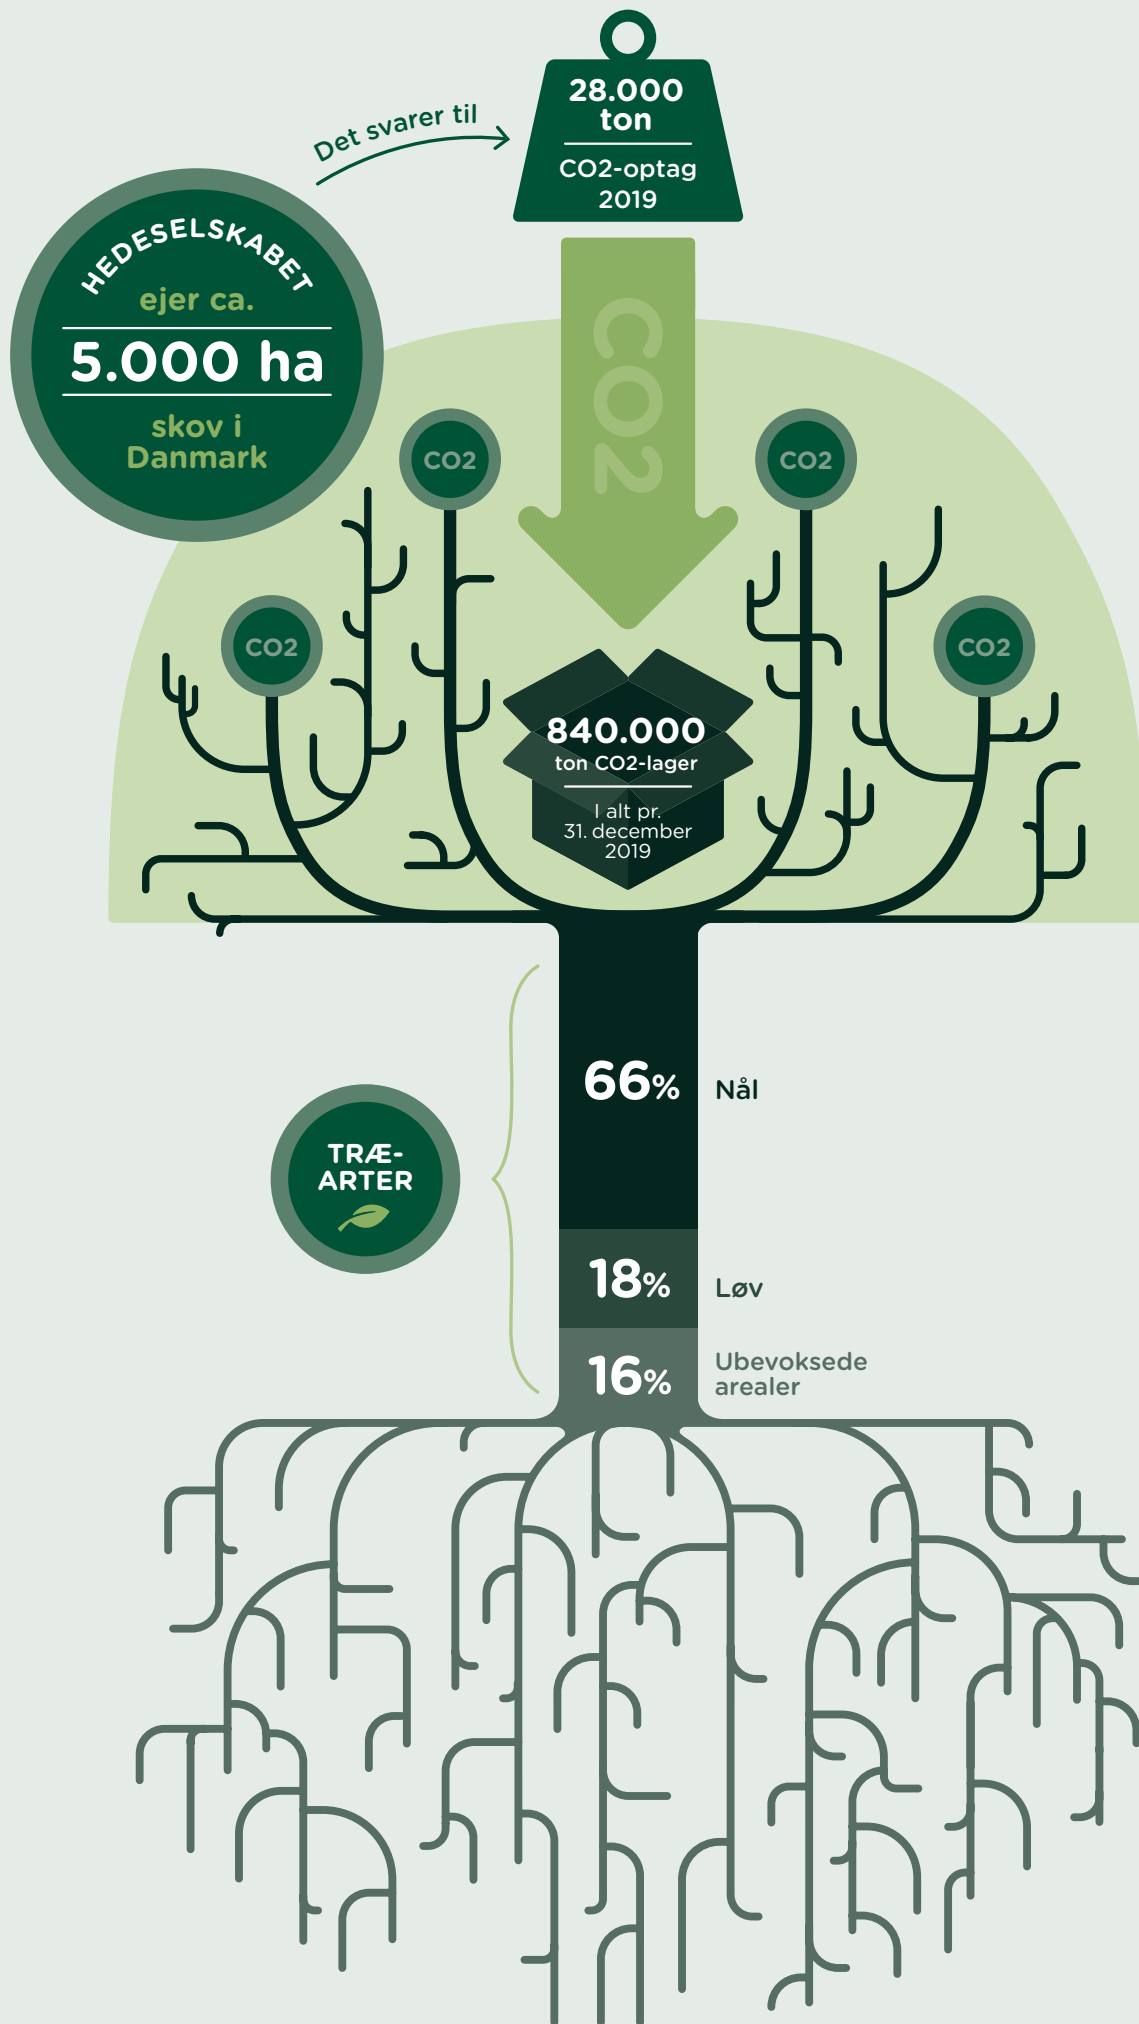 28.000
ton
CO2-optag
2019
Det svarer til
HEDESELSKABET
ejer ca.
5.000 ha
skov i
Danmark
CO2
CO2
CO2
CO2
CO2
840.000
ton CO2-lager
I alt pr.
31. december
2019
66% Nål
TRÆ-
ARTER
18% Løv
16% Ubevoksede
arealer